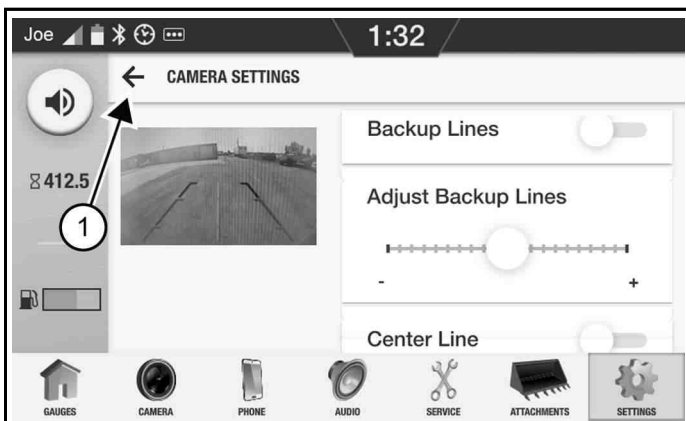 Joe
1:32
CAMERA SETTINGS
412.5
1
Backup Lines
Adjust Backup Lines
-
+
Center Line
GAUGES
CAMERA
PHONE
AUDIO
SERVICE
ATTACHMENTS
SETTINGS